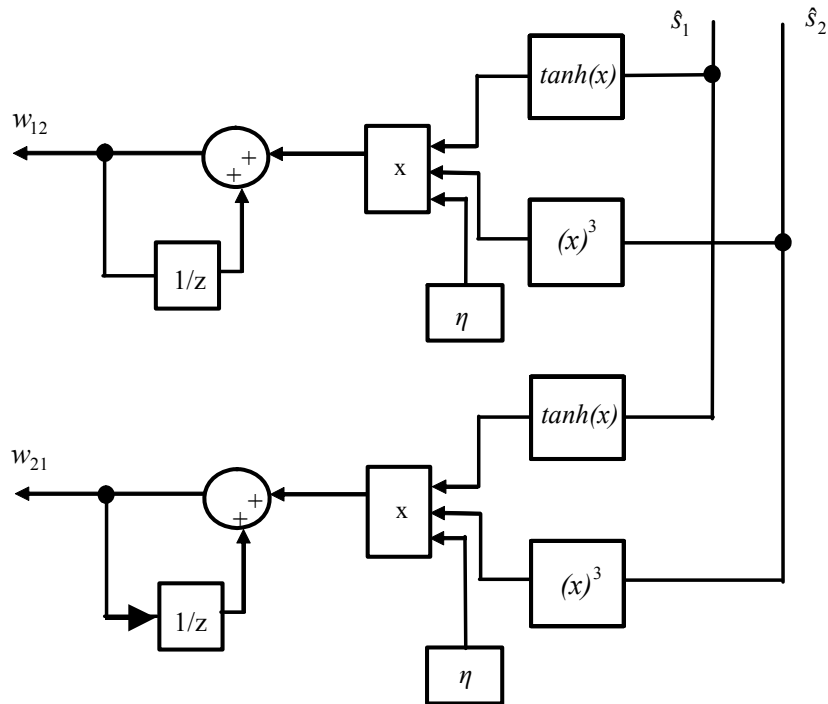 ŝ₁ ŝ₂
tanh(x)
w₁₂
+
+
x
(x)³
1/z
η
tanh(x)
w₂₁
+
+
x
(x)³
1/z
η